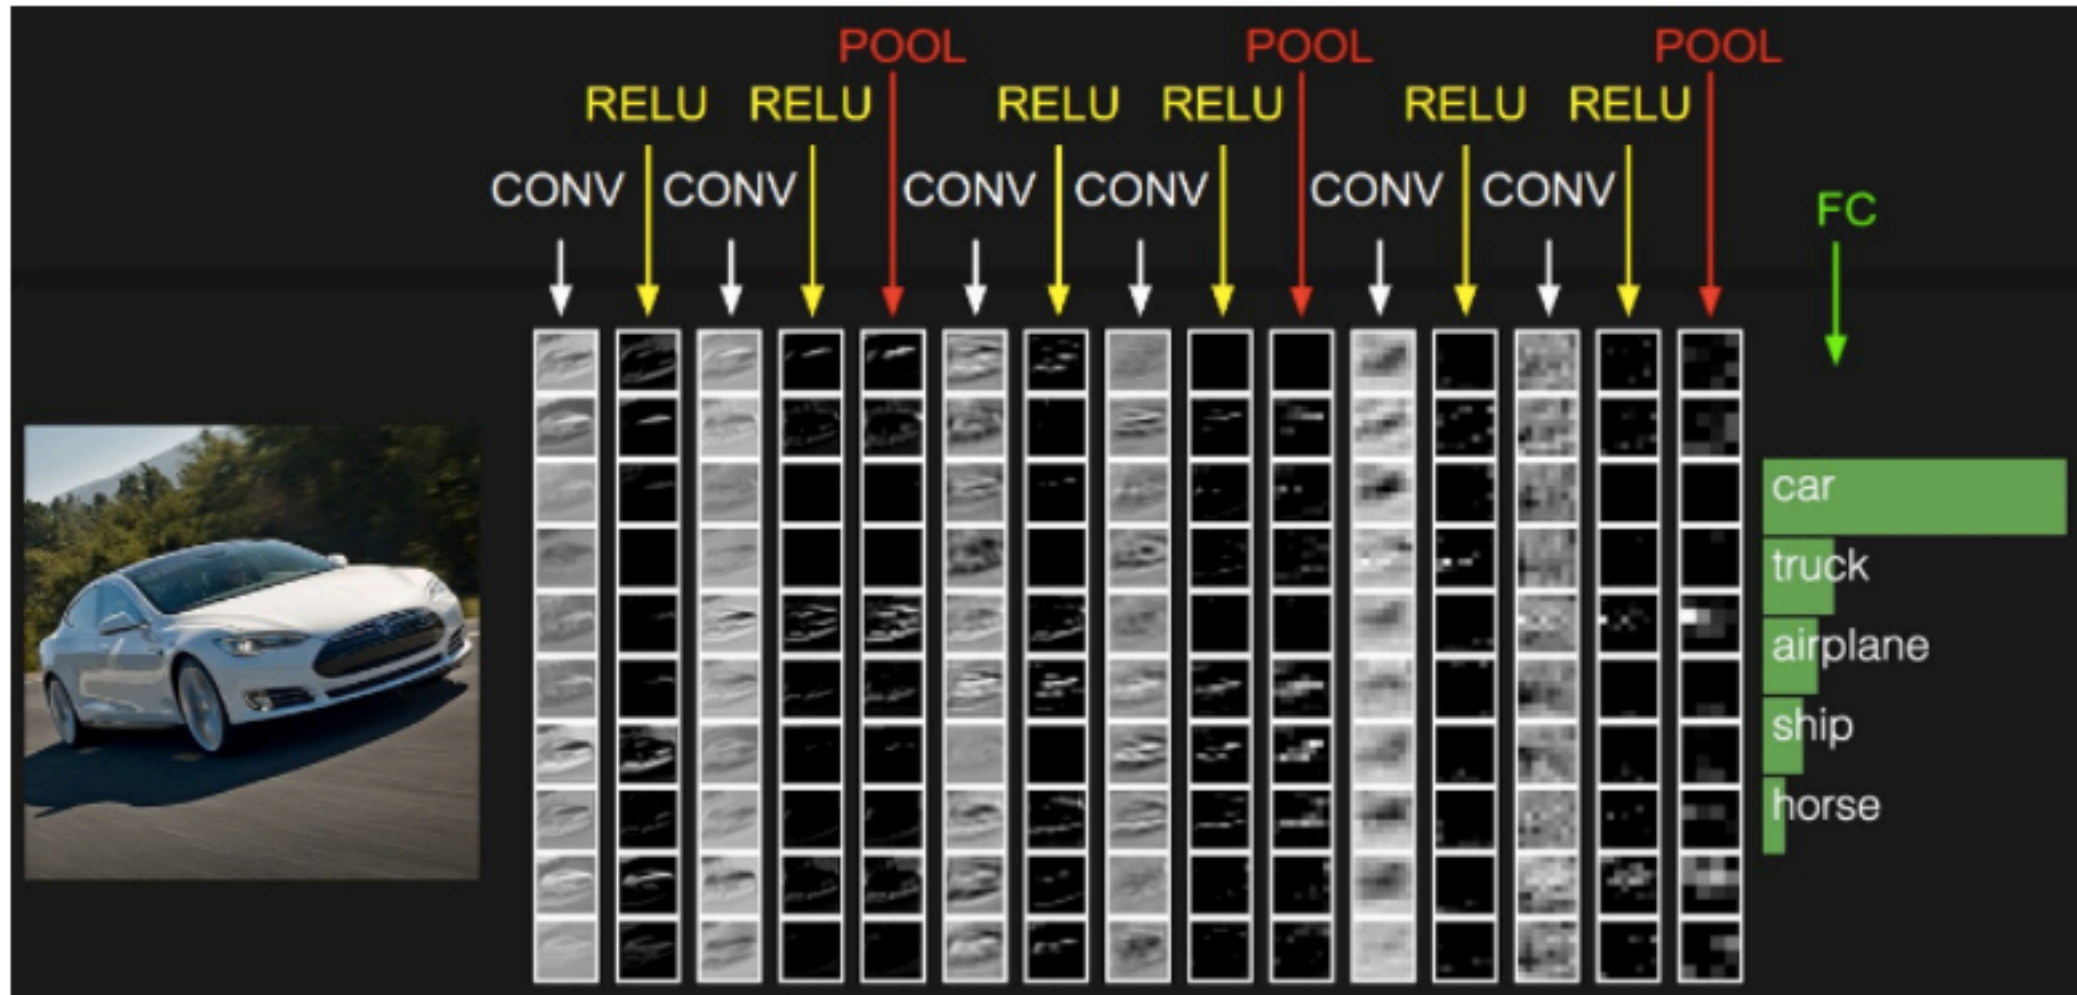 POOL POOL POOL
RELU RELU RELU RELU RELU RELU
CONV CONV CONV CONV CONV CONV
FC
car
truck
airplane
ship
horse